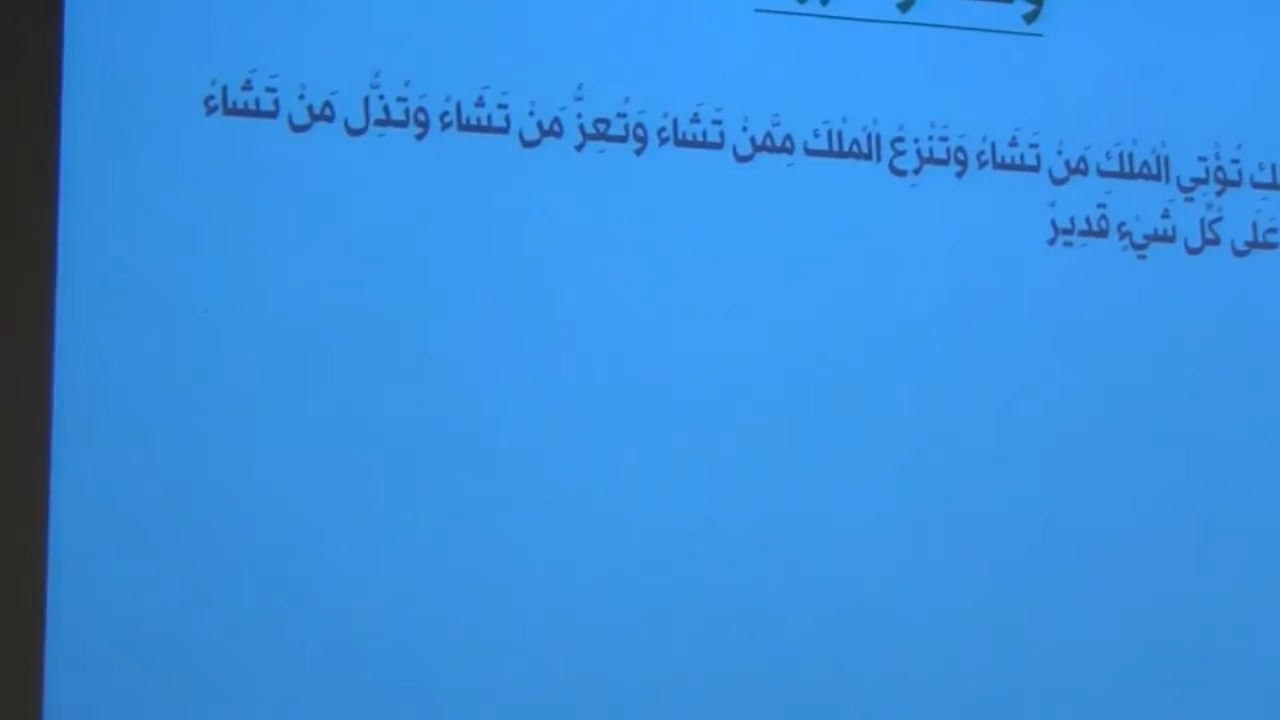 تُؤْتِي الْمُلْكَ مَنْ تَشَاءُ وَتَنْزِعُ الْمُلْكَ مِمَّنْ تَشَاءُ وَتُعِزُّ مَنْ تَشَاءُ وَتُذِلُّ مَنْ تَشَاءُ
عَلَى كُلِّ شَيْءٍ قَدِيرٌ